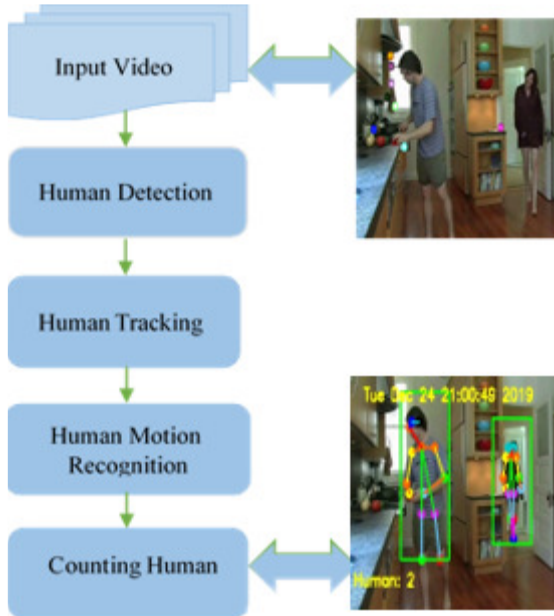 Input Video
Human Detection
Human Tracking
Human Motion
Recognition
Tue Dec 24 21:00:49 2019
Counting Human
Human: 2